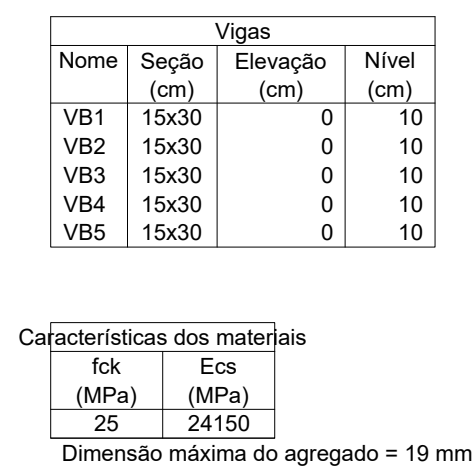 Vigas
Nome Seção Elevação Nível
(cm) (cm) (cm)
VB1 15x30 0 10
VB2 15x30 0 10
VB3 15x30 0 10
VB4 15x30 0 10
VB5 15x30 0 10
Características dos materiais
fck Ecs
(MPa) (MPa)
25 24150
Dimensão máxima do agregado = 19 mm